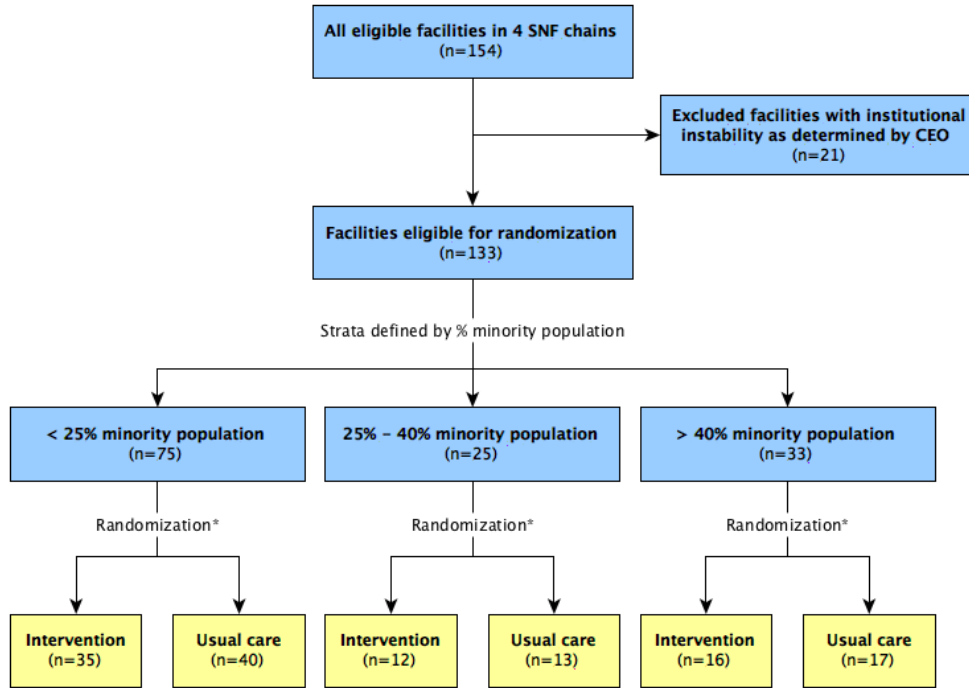 All eligible facilities in 4 SNF chains
(n=154)
Excluded facilities with institutional
instability as determined by CEO
(n=21)
Facilities eligible for randomization
(n=133)
Strata defined by % minority population
< 25% minority population
(n=75)
25% - 40% minority population
(n=25)
> 40% minority population
(n=33)
Randomization*
Randomization*
Randomization*
Intervention
(n=35)
Usual care
(n=40)
Intervention
(n=12)
Usual care
(n=13)
Intervention
(n=16)
Usual care
(n=17)